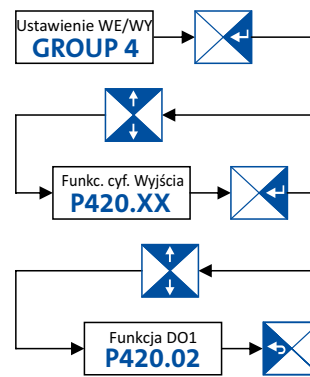 Ustawienie WE/WY
GROUP 4
Funkc. cyf. Wyjścia
P420.XX
Funkcja DO1
P420.02